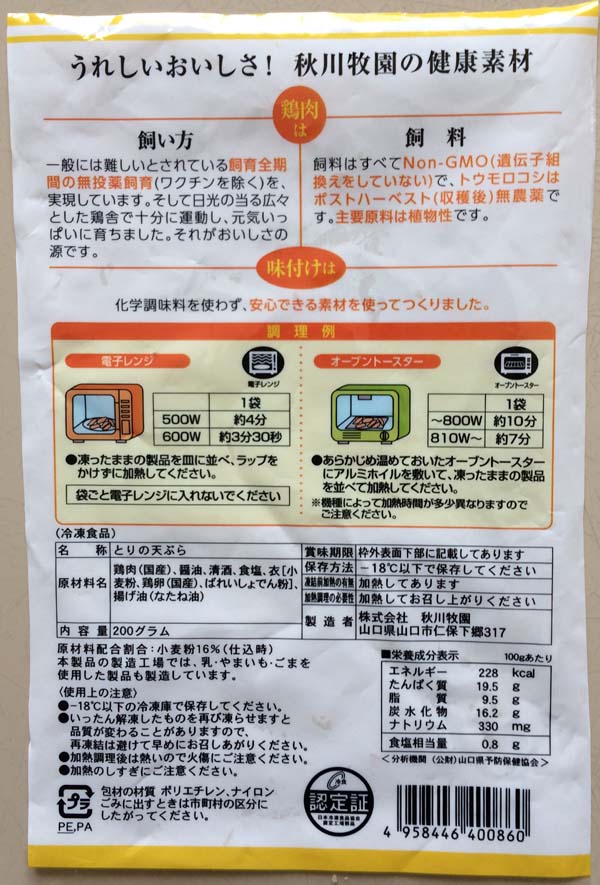 うれしいおいしさ! 秋川牧園の健康素材
鶏肉
は
飼い方
一般には難しいとされている飼育全期
間の無投薬飼育(ワクチンを除く)を、
実現しています。そして日光の当る広々
とした鶏舎で十分に運動し、元気いっ
ぱいに育ちました。それがおいしさの
源です。
飼料
飼料はすべてNon-GMO(遺伝子組
換えをしていない)で、トウモロコシは
ポストハーベスト(収穫後)無農薬で
す。主要原料は植物性です。
味付けは
化学調味料を使わず、安心できる素材を使ってつくりました。
調理例
電子レンジ
電子レンジ
1袋
500W 約4分
600W 約3分30秒
●凍ったままの製品を皿に並べ、ラップを
かけずに加熱してください。
袋ごと電子レンジに入れないでください
オーブントースター
オーブントースター
1袋
～800W 約10分
810W～ 約7分
●あらかじめ温めておいたオーブントースター
にアルミホイルを敷いて、凍ったままの製品
を並べて加熱してください。
※機種によって加熱時間が多少異なりますので
ご注意ください。
(冷凍食品)
名称 とりの天ぷら
原材料名 鶏肉(国産)、醤油、清酒、食塩、衣[小
麦粉、鶏卵(国産)、ばれいしょでん粉]、
揚げ油(なたね油)
内容量 200グラム
賞味期限 枠外表面下部に記載してあります
保存方法 -18℃以下で保存してください
凍結前加熱の有無 加熱してあります
加熱調理の必要性 加熱してお召し上がりください
製造者 株式会社 秋川牧園
山口県山口市仁保下郷317
原材料配合割合:小麦粉16%(仕込時)
本製品の製造工場では、乳・やまいも・ごまを
使用した製品も製造しています。
〈使用上の注意〉
●-18℃以下の冷凍庫で保存してください。
●いったん解凍したものを再び凍らせますと
品質が変わることがありますので、
再凍結は避けて早めにお召しあがりください。
●加熱調理後は熱いので火傷にご注意ください。
●加熱のしすぎにご注意ください。
■栄養成分表示 100gあたり
エネルギー 228 kcal
たんぱく質 19.5 g
脂質 9.5 g
炭水化物 16.2 g
ナトリウム 330 mg
食塩相当量 0.8 g
<分析機関 (公財)山口県予防保健協会>
プラ
PE,PA
包材の材質 ポリエチレン、ナイロン
ごみに出すときは市町村の区分に
したがってください。
冷食
認定証
日本冷凍食品協会
認定工場製品
4 958446 400860